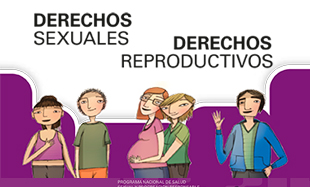 DERECHOS
SEXUALES
DERECHOS
REPRODUCTIVOS
PROGRAMA NACIONAL DE SALUD